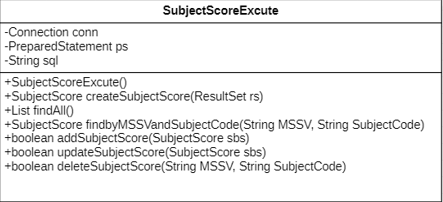 SubjectScoreExcute
-Connection conn
-PreparedStatement ps
-String sql
+SubjectScoreExcute()
+SubjectScore createSubjectScore(ResultSet rs)
+List findAll()
+SubjectScore findbyMSSVandSubjectCode(String MSSV, String SubjectCode)
+boolean addSubjectScore(SubjectScore sbs)
+boolean updateSubjectScore(SubjectScore sbs)
+boolean deleteSubjectScore(String MSSV, String SubjectCode)